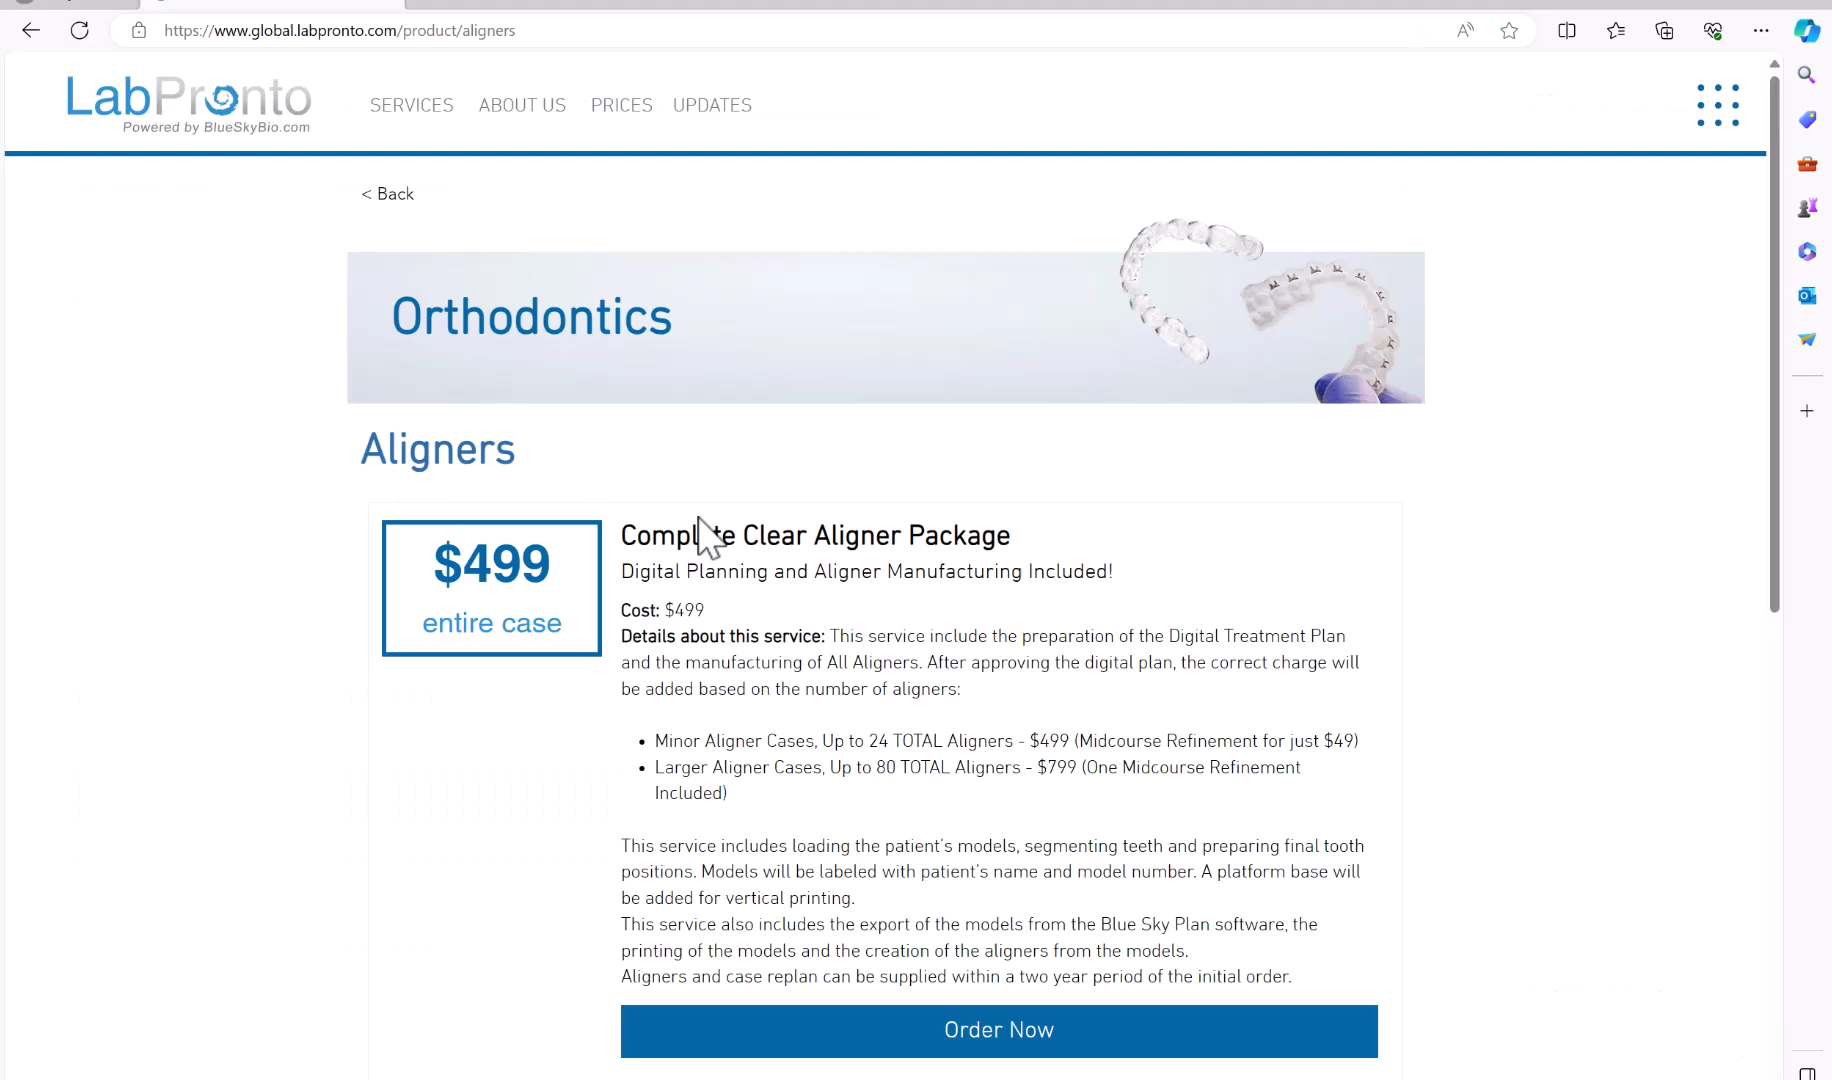 https://www.global.labpronto.com/product/aligners
LabPronto
Powered by BlueSkyBio.com
SERVICES ABOUT US PRICES UPDATES
< Back
Orthodontics
Aligners
$499
entire case
Complete Clear Aligner Package
Digital Planning and Aligner Manufacturing Included!
Cost: $499
Details about this service: This service include the preparation of the Digital Treatment Plan
and the manufacturing of All Aligners. After approving the digital plan, the correct charge will
be added based on the number of aligners:
• Minor Aligner Cases, Up to 24 TOTAL Aligners - $499 (Midcourse Refinement for just $49)
• Larger Aligner Cases, Up to 80 TOTAL Aligners - $799 (One Midcourse Refinement
Included)
This service includes loading the patient's models, segmenting teeth and preparing final tooth
positions. Models will be labeled with patient's name and model number. A platform base will
be added for vertical printing.
This service also includes the export of the models from the Blue Sky Plan software, the
printing of the models and the creation of the aligners from the models.
Aligners and case replan can be supplied within a two year period of the initial order.
Order Now